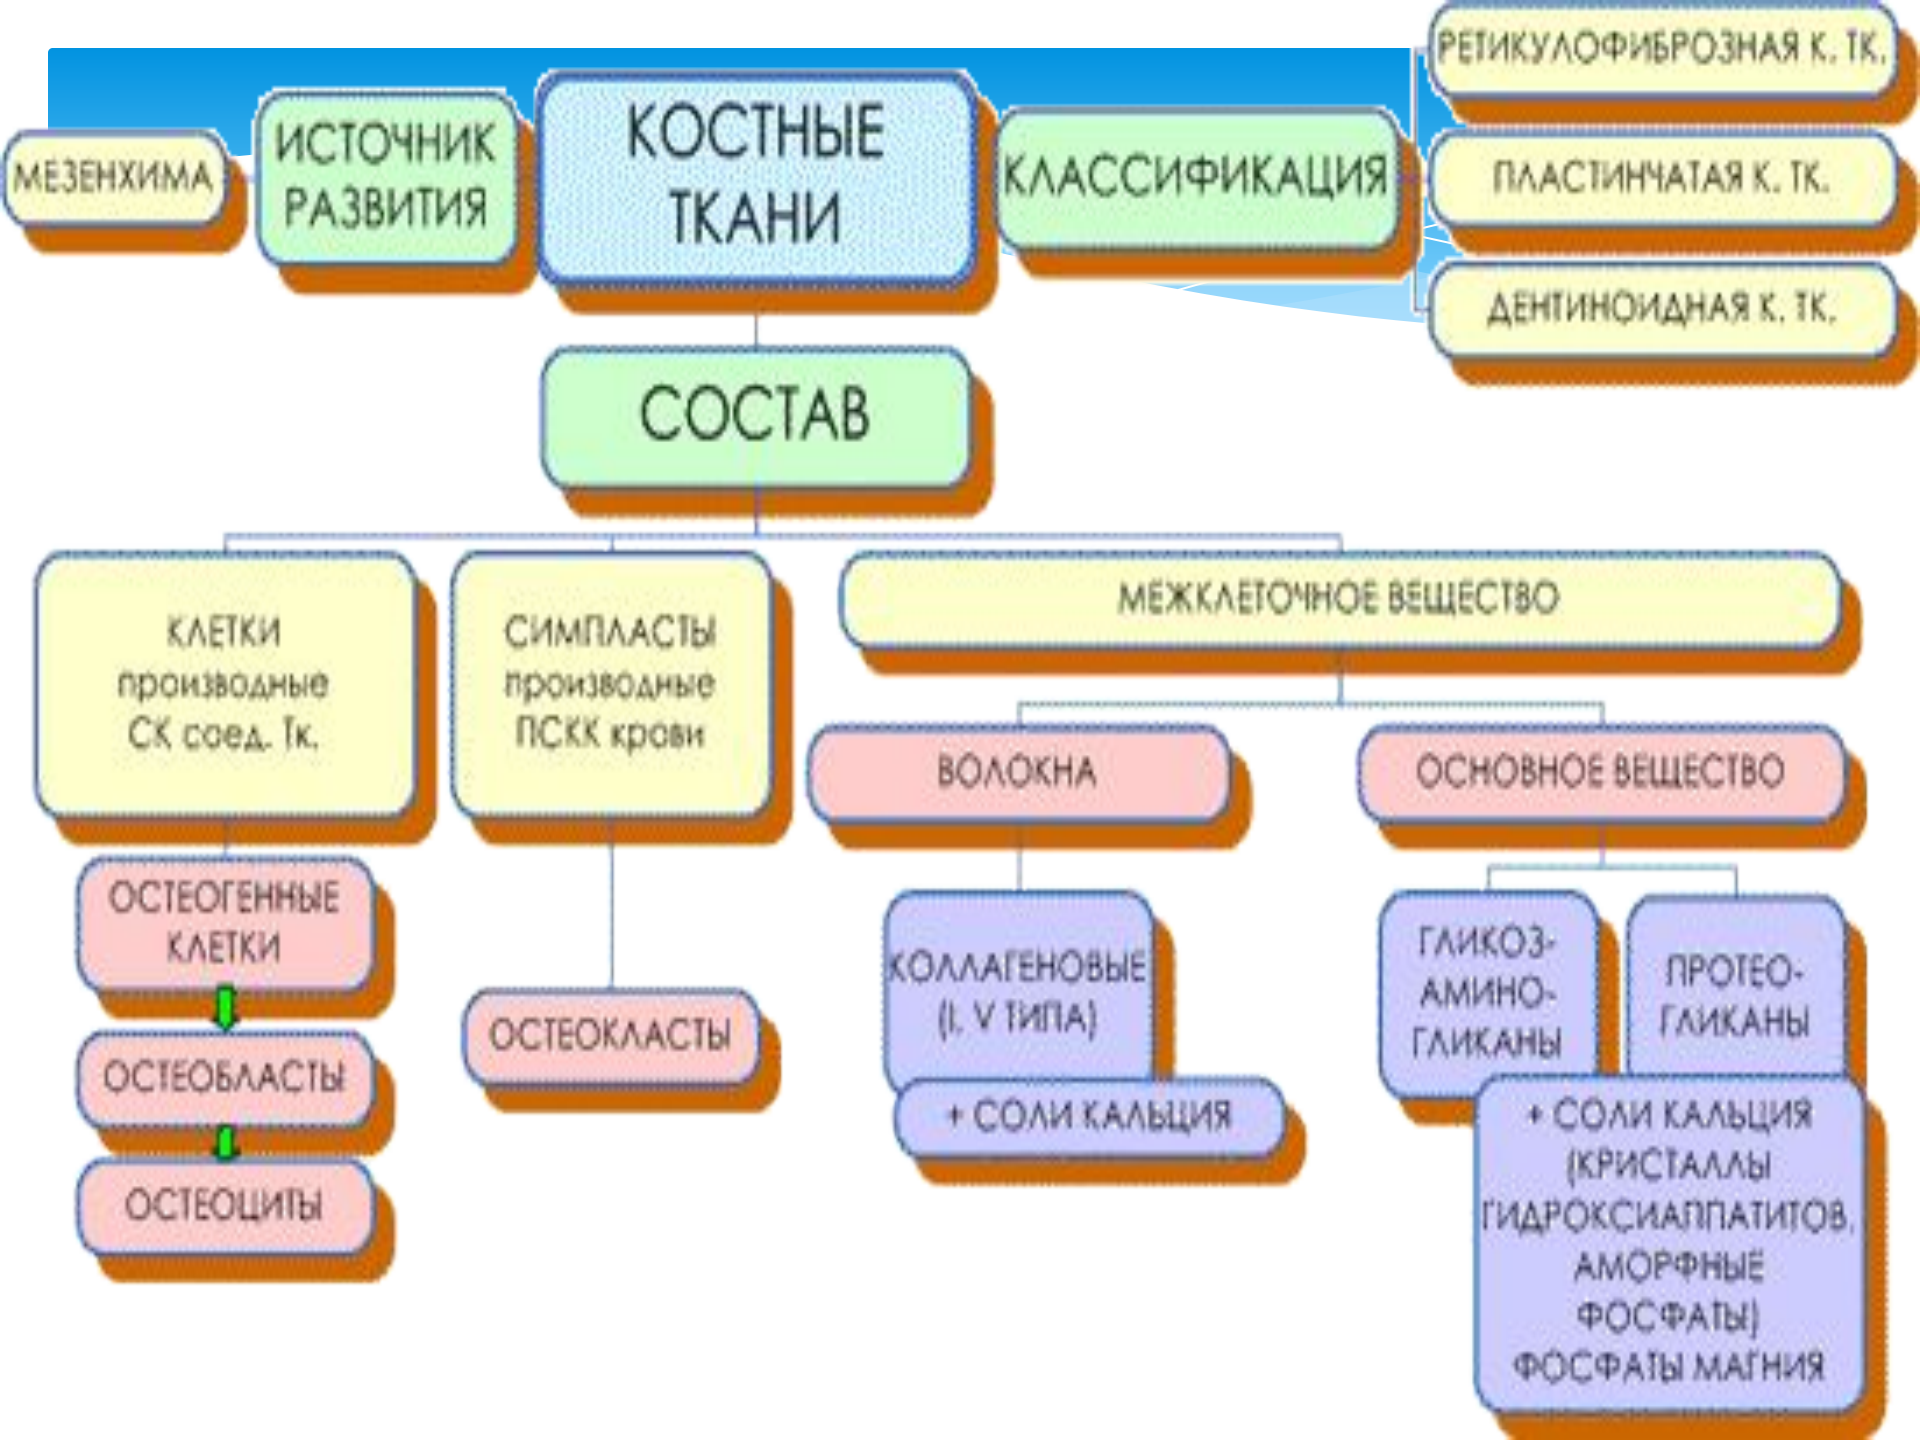 МЕЗЕНХИМА
ИСТОЧНИК
РАЗВИТИЯ
КОСТНЫЕ
ТКАНИ
КЛАССИФИКАЦИЯ
РЕТИКУЛОФИБРОЗНАЯ К. ТК.
ПЛАСТИНЧАТАЯ К. ТК.
ДЕНТИНОИДНАЯ К. ТК.
СОСТАВ
КЛЕТКИ
производные
СК соед. Тк.
СИМПЛАСТЫ
производные
ПСКК крови
МЕЖКЛЕТОЧНОЕ ВЕЩЕСТВО
ВОЛОКНА
ОСНОВНОЕ ВЕЩЕСТВО
ОСТЕОГЕННЫЕ
КЛЕТКИ
ОСТЕОБЛАСТЫ
ОСТЕОЦИТЫ
ОСТЕОКЛАСТЫ
КОЛЛАГЕНОВЫЕ
(I, V ТИПА)
+ СОЛИ КАЛЬЦИЯ
ГЛИКОЗ-
АМИНО-
ГЛИКАНЫ
ПРОТЕО-
ГЛИКАНЫ
+ СОЛИ КАЛЬЦИЯ
(КРИСТАЛЛЫ
ГИДРОКСИАППАТИТОВ,
АМОРФНЫЕ
ФОСФАТЫ)
ФОСФАТЫ МАГНИЯ